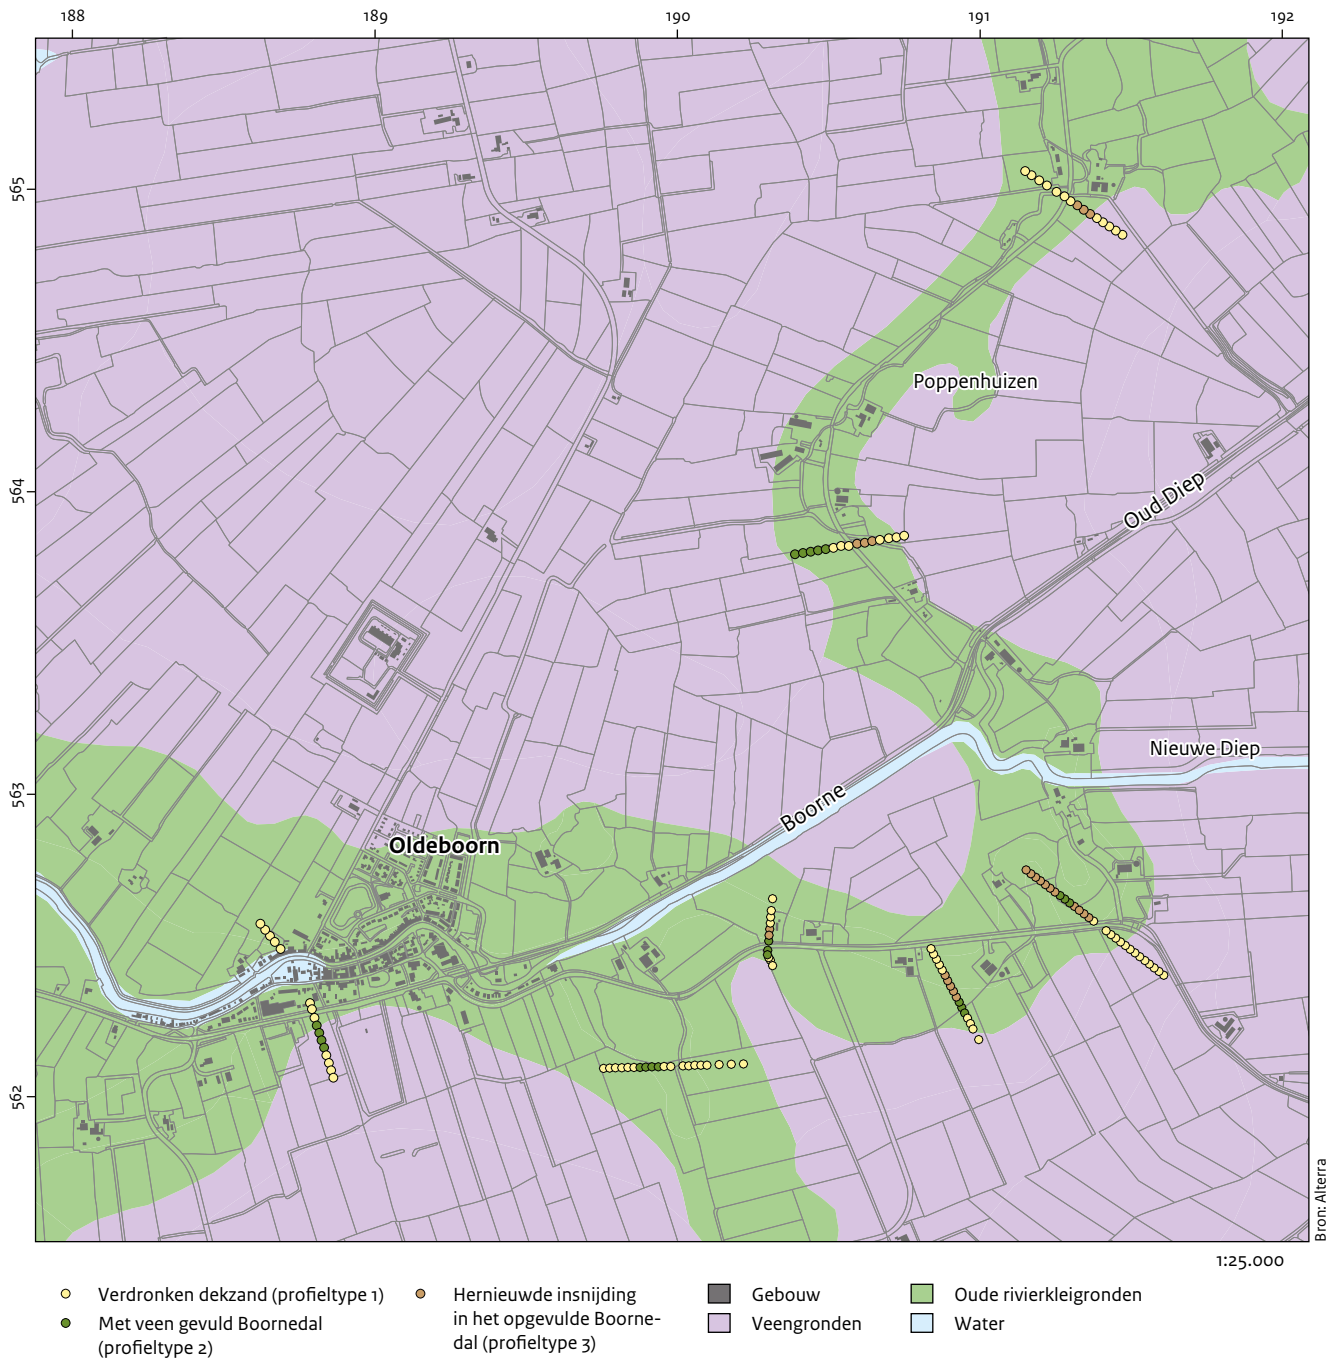 188 189 190 191 192
565
564
563
562
Poppenhuizen
Oud Diep
Nieuwe Diep
Boorne
Oldeboorn
Bron: Alterra
1:25.000
Verdronken dekzand (profieltype 1)
Met veen gevuld Boornedal
(profieltype 2)
Hernieuwde insnijding
in het opgevulde Boorne-
dal (profieltype 3)
Gebouw
Veengronden
Oude rivierkleigronden
Water